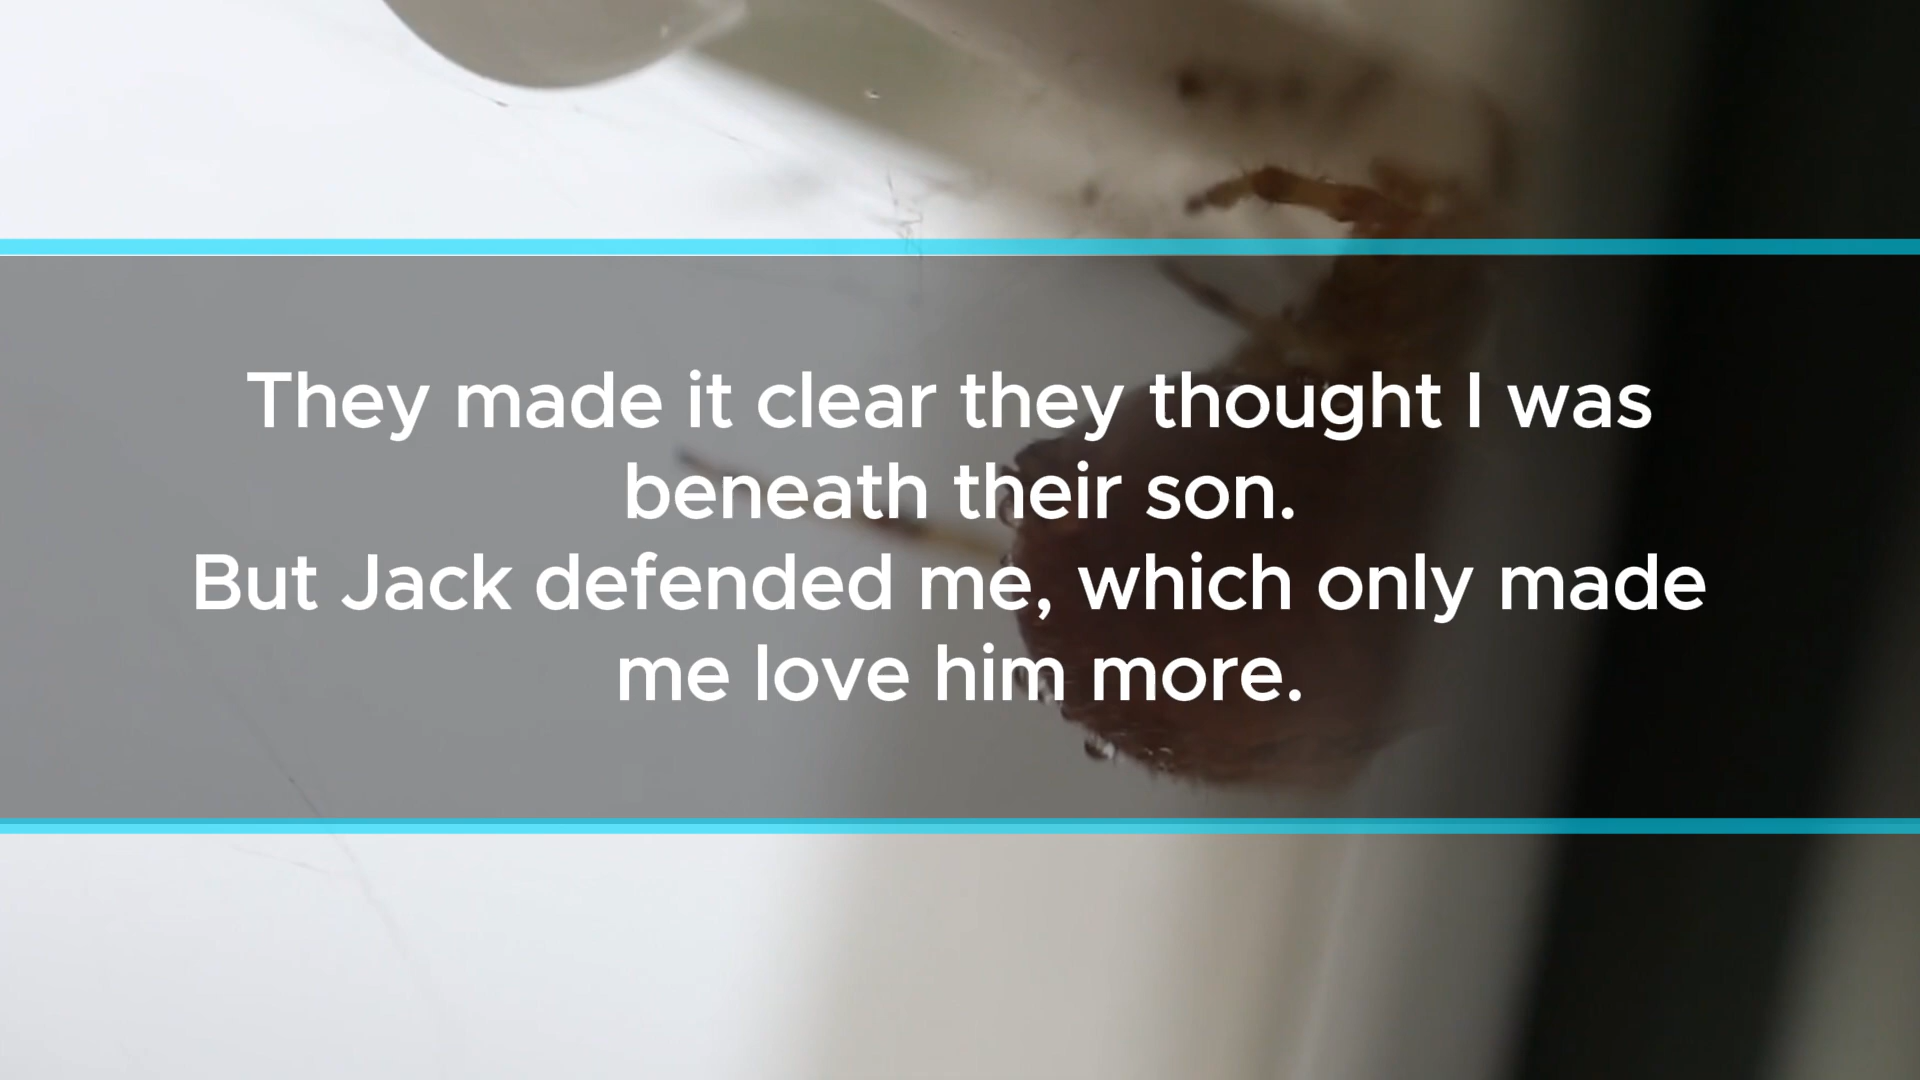 They made it clear they thought I was
beneath their son.
But Jack defended me, which only made
me love him more.